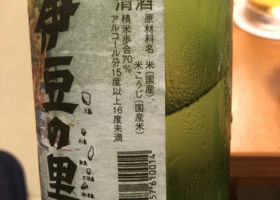 清酒
原材料名 米(国産)
米こうじ(国産米)
精米歩合70%
アルコール分15度以上16度未満
伊豆の里
57610014